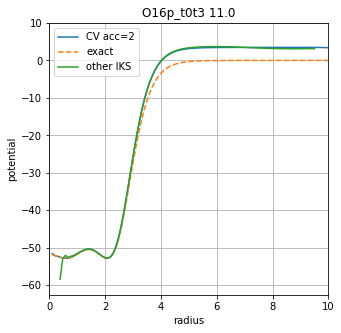 O16p_t0t3 11.0
CV acc=2
exact
other IKS
10
0
−10
−20
−30
−40
−50
−60
potential
0 2 4 6 8 10
radius